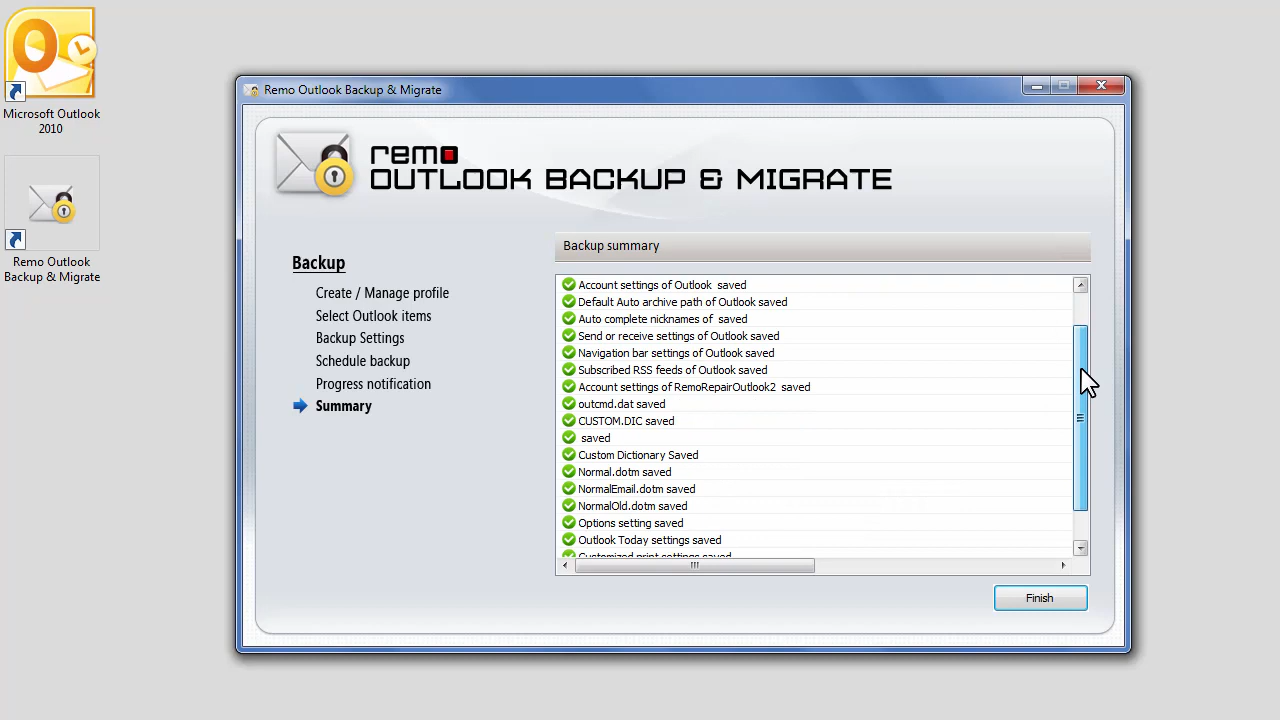 Microsoft Outlook
2010
Remo Outlook
Backup & Migrate
Remo Outlook Backup & Migrate
remo
OUTLOOK BACKUP & MIGRATE
Backup
Create / Manage profile
Select Outlook items
Backup Settings
Schedule backup
Progress notification
Summary
Backup summary
Account settings of Outlook  saved
Default Auto archive path of Outlook saved
Auto complete nicknames of  saved
Send or receive settings of Outlook saved
Navigation bar settings of Outlook saved
Subscribed RSS feeds of Outlook saved
Account settings of RemoRepairOutlook2  saved
outcmd.dat saved
CUSTOM.DIC saved
saved
Custom Dictionary Saved
Normal.dotm saved
NormalEmail.dotm saved
NormalOld.dotm saved
Options setting saved
Outlook Today settings saved
Customized print settings saved
Finish